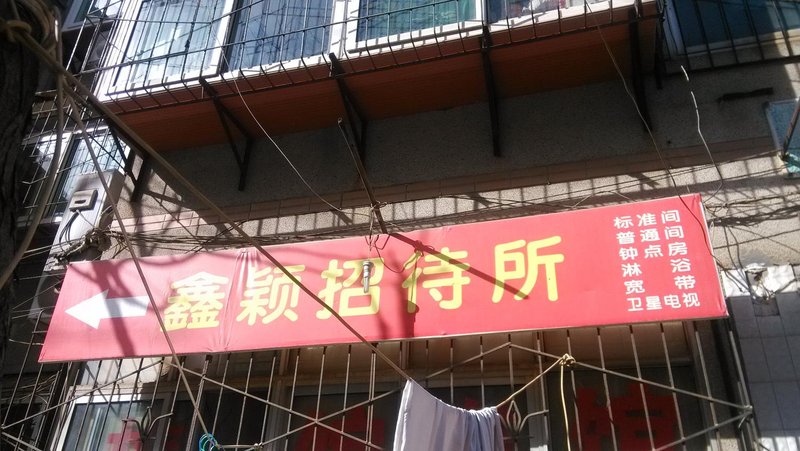 鑫颖招待所
标准间
普通间
钟点房
淋 浴
宽 带
卫星电视